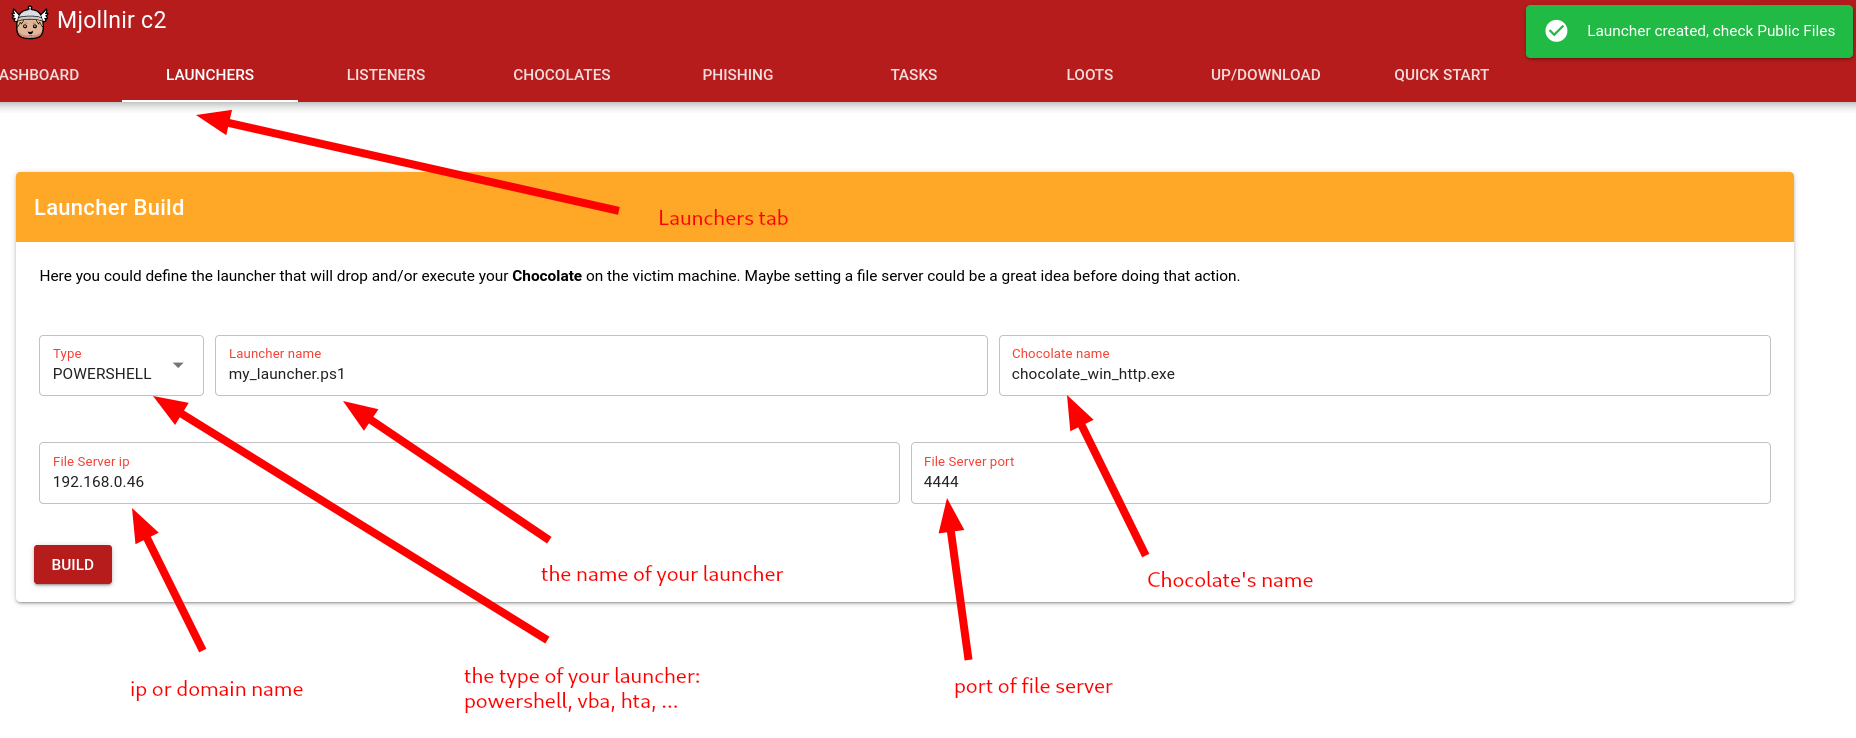 Mjollnir c2
Launcher created, check Public Files
ASHBOARD LAUNCHERS LISTENERS CHOCOLATES PHISHING TASKS LOOTS UP/DOWNLOAD QUICK START
Launcher Build
Launchers tab
Here you could define the launcher that will drop and/or execute your Chocolate on the victim machine. Maybe setting a file server could be a great idea before doing that action.
Type
POWERSHELL
Launcher name
my_launcher.ps1
Chocolate name
chocolate_win_http.exe
File Server ip
192.168.0.46
File Server port
4444
BUILD
the name of your launcher
Chocolate's name
ip or domain name
the type of your launcher:
powershell, vba, hta, ...
port of file server